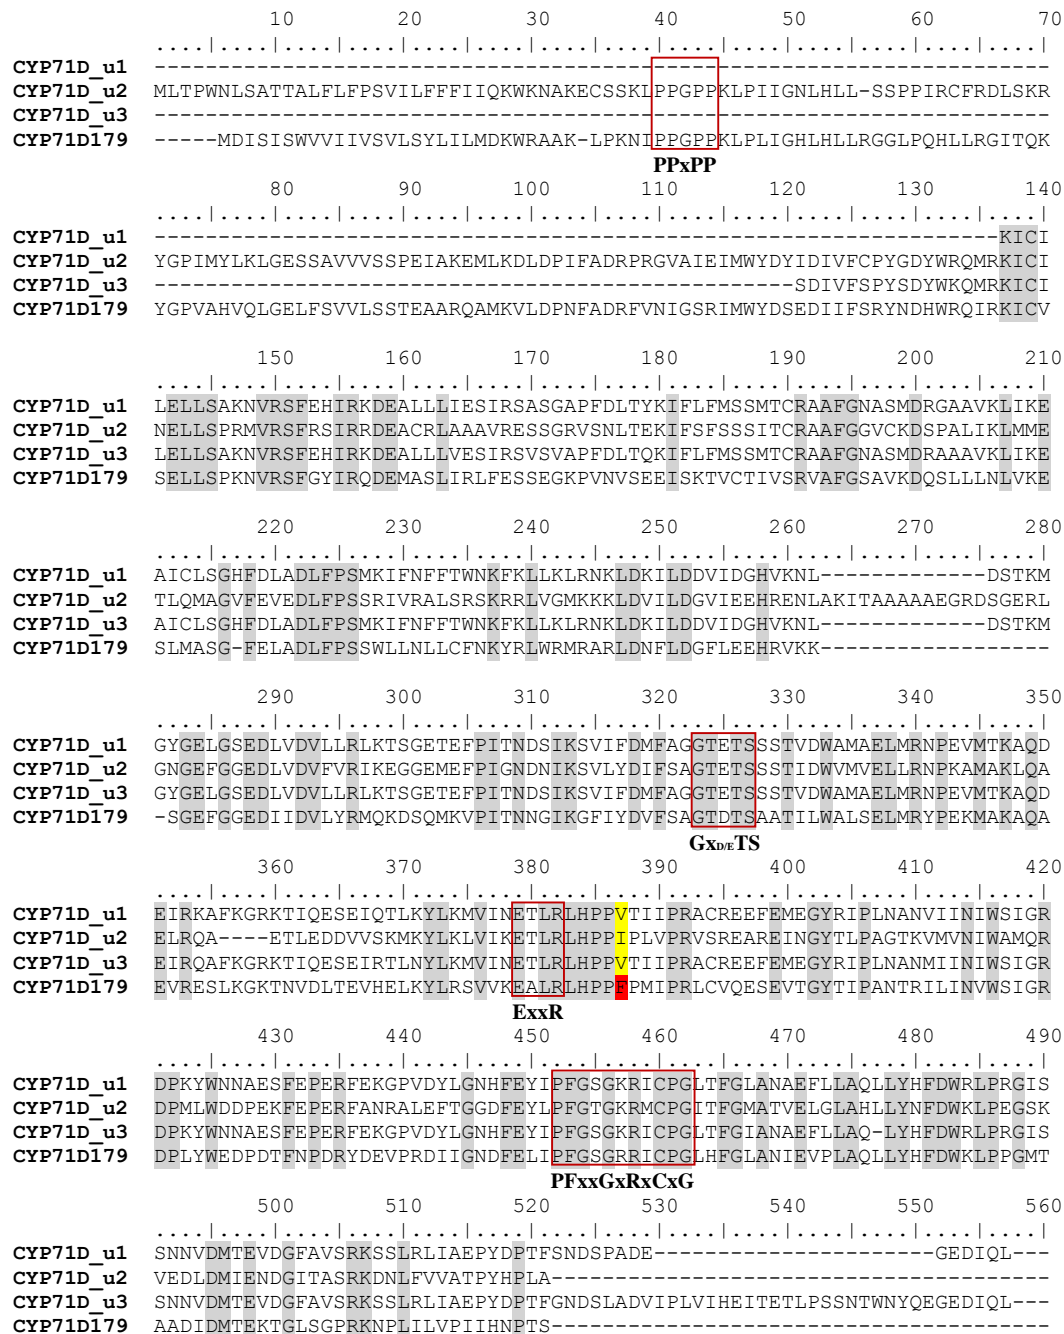 10 20 30 40 50 60 70
....|....|....|....|....|....|....|....|....|....|....|....|....|....|
CYP71D_u1 ----------------------------------------------------------------------
CYP71D_u2 MLTPWNLSATTALFLFPSVILFFFIIQKWKNAKECSSKLPPGPPKLPIIGNLHLL-SSPPIRCFRDLSKR
CYP71D_u3 ----------------------------------------------------------------------
CYP71D179 -----MDISISWVVIIVSVLSYLILMDKWRAAK-LPKNIPPGPPKLPLIGHLHLLRGGLPQHLLRGITQK
PPxPP
80 90 100 110 120 130 140
....|....|....|....|....|....|....|....|....|....|....|....|....|....|
CYP71D_u1 ------------------------------------------------------------------KICI
CYP71D_u2 YGPIMYLKLGESSAVVVSSPEIAKEMLKDLDPIFADRPRGVAIEIMWYDYIDIVFCPYGDYWRQMRKICI
CYP71D_u3 --------------------------------------------------SDIVFSPYSDYWKQMRKICI
CYP71D179 YGPVAHVQLGELFSVVLSSTEAARQAMKVLDPNFADRFVNIGSRIMWYDSEDIIFSRYNDHWRQIRKICV
150 160 170 180 190 200 210
....|....|....|....|....|....|....|....|....|....|....|....|....|....|
CYP71D_u1 LELLSAKNVRSFEHIRKDEALLLIESIRSASGAPFDLTYKIFLFMSSMTCRAAFGNASMDRGAAVKLIKE
CYP71D_u2 NELLSPRMVRSFRSIRRDEACRLAAAVRESSGRVSNLTEKIFSFSSSITCRAAFGGVCKDSPALIKLMME
CYP71D_u3 LELLSAKNVRSFEHIRKDEALLLVESIRSVSVAPFDLTQKIFLFMSSMTCRAAFGNASMDRAAAVKLIKE
CYP71D179 SELLSPKNVRSFGYIRQDEMASLIRLFESSEGKPVNVSEEISKTVCTIVSRVAFGSAVKDQSLLLNLVKE
220 230 240 250 260 270 280
....|....|....|....|....|....|....|....|....|....|....|....|....|....|
CYP71D_u1 AICLSGHFDLADLFPSMKIFNFFTWNKFKLLKLRNKLDKILDDVIDGHVKNL-------------DSTKM
CYP71D_u2 TLQMAGVFEVEDLFPSSRIVRALSRSKRRLVGMKKKLDVILDGVIEEHRENLAKITAAAAAEGRDSGERL
CYP71D_u3 AICLSGHFDLADLFPSMKIFNFFTWNKFKLLKLRNKLDKILDDVIDGHVKNL-------------DSTKM
CYP71D179 SLMASG-FELADLFPSSWLLNLLCFNKYRLWRMRARLDNFLDGFLEEHRVKK------------------
290 300 310 320 330 340 350
....|....|....|....|....|....|....|....|....|....|....|....|....|....|
CYP71D_u1 GYGELGSEDLVDVLLRLKTSGETEFPITNDSIKSVIFDMFAGGTETSSSTVDWAMAELMRNPEVMTKAQD
CYP71D_u2 GNGEFGGEDLVDVFVRIKEGGEMEFPIGNDNIKSVLYDIFSAGTETSSSTIDWVMVELLRNPKAMAKLQA
CYP71D_u3 GYGELGSEDLVDVLLRLKTSGETEFPITNDSIKSVIFDMFAGGTETSSSTVDWAMAELMRNPEVMTKAQD
CYP71D179 -SGEFGGEDIIDVLYRMQKDSQMKVPITNNGIKGFIYDVFSAGTDTSAATILWALSELMRYPEKMAKAQA
GxD/ETS
360 370 380 390 400 410 420
....|....|....|....|....|....|....|....|....|....|....|....|....|....|
CYP71D_u1 EIRKAFKGRKTIQESEIQTLKYLKMVINETLRLHPPVTIIPRACREEFEMEGYRIPLNANVIINIWSIGR
CYP71D_u2 ELRQA----ETLEDDVVSKMKYLKLVIKETLRLHPPIPLVPRVSREAREINGYTLPAGTKVMVNIWAMQR
CYP71D_u3 EIRQAFKGRKTIQESEIRTLNYLKMVINETLRLHPPVTIIPRACREEFEMEGYRIPLNANMIINIWSIGR
CYP71D179 EVRESLKGKTNVDLTEVHELKYLRSVVKEALRLHPPFPMIPRLCVQESEVTGYTIPANTRILINVWSIGR
ExxR
430 440 450 460 470 480 490
....|....|....|....|....|....|....|....|....|....|....|....|....|....|
CYP71D_u1 DPKYWNNAESFEPERFEKGPVDYLGNHFEYIPFGSGKRICPGLTFGLANAEFLLAQLLYHFDWRLPRGIS
CYP71D_u2 DPMLWDDPEKFEPERFANRALEFTGGDFEYLPFGTGKRMCPGITFGMATVELGLAHLLYNFDWKLPEGSK
CYP71D_u3 DPKYWNNAESFEPERFEKGPVDYLGNHFEYIPFGSGKRICPGLTFGIANAEFLLAQ-LYHFDWRLPRGIS
CYP71D179 DPLYWEDPDTFNPDRYDEVPRDIIGNDFELIPFGSGRRICPGLHFGLANIEVPLAQLLYHFDWKLPPGMT
PFxxGxRxCxG
500 510 520 530 540 550 560
....|....|....|....|....|....|....|....|....|....|....|....|....|....|
CYP71D_u1 SNNVDMTEVDGFAVSRKSSLRLIAEPYDPTFSNDSPADE----------------------GEDIQL---
CYP71D_u2 VEDLDMIENDGITASRKDNLFVVATPYHPLA---------------------------------------
CYP71D_u3 SNNVDMTEVDGFAVSRKSSLRLIAEPYDPTFGNDSLADVIPLVIHEITETLPSSNTWNYQEGEDIQL---
CYP71D179 AADIDMTEKTGLSGPRKNPLILVPIIHNPTS---------------------------------------